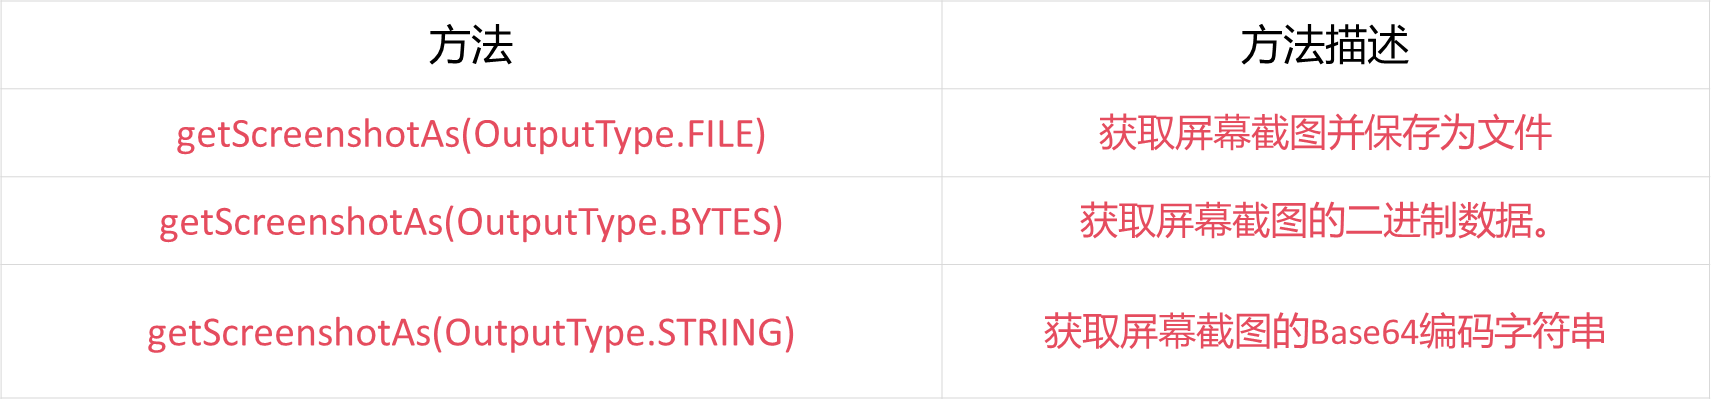 方法
方法描述
getScreenshotAs(OutputType.FILE)
获取屏幕截图并保存为文件
getScreenshotAs(OutputType.BYTES)
获取屏幕截图的二进制数据。
getScreenshotAs(OutputType.STRING)
获取屏幕截图的Base64编码字符串